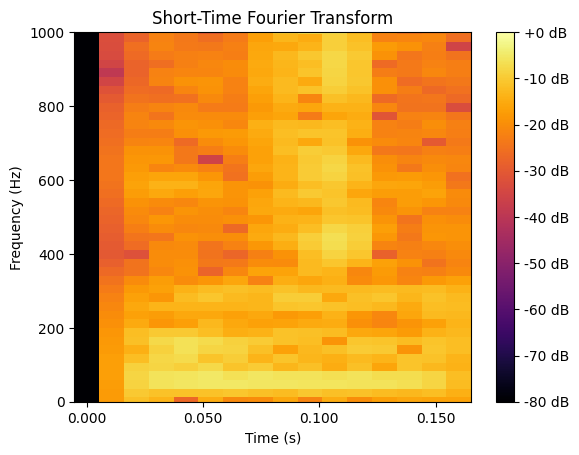 Short-Time Fourier Transform
1000
800
600
400
200
0
Frequency (Hz)
0.000
0.050
0.100
0.150
Time (s)
+0 dB
-10 dB
-20 dB
-30 dB
-40 dB
-50 dB
-60 dB
-70 dB
-80 dB